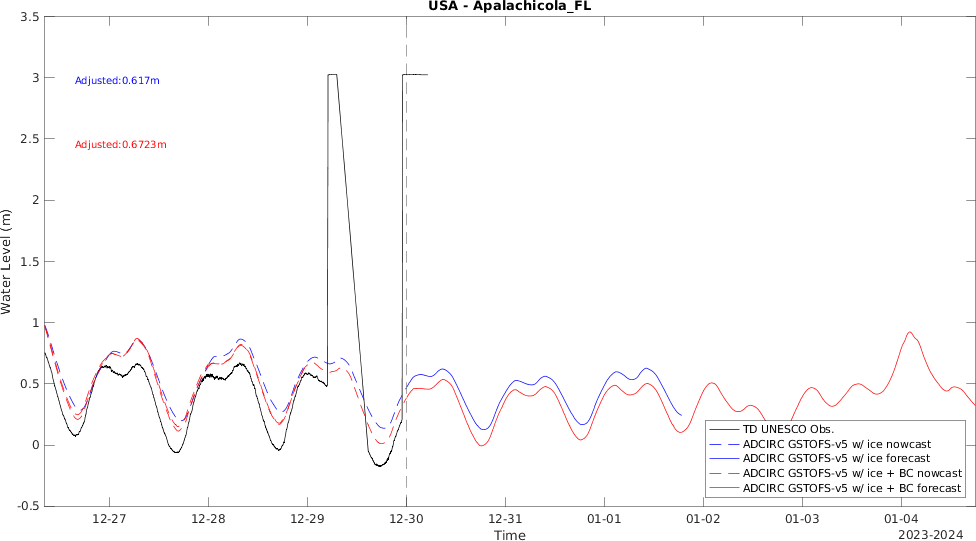 USA - Apalachicola_FL
3.5
3
2.5
2
1.5
1
0.5
0
-0.5
Water Level (m)
Adjusted:0.617m
Adjusted:0.6723m
TD UNESCO Obs.
ADCIRC GSTOFS-v5 w/ ice nowcast
ADCIRC GSTOFS-v5 w/ ice forecast
ADCIRC GSTOFS-v5 w/ ice + BC nowcast
ADCIRC GSTOFS-v5 w/ ice + BC forecast
12-27 12-28 12-29 12-30 12-31 01-01 01-02 01-03 01-04
Time
2023-2024